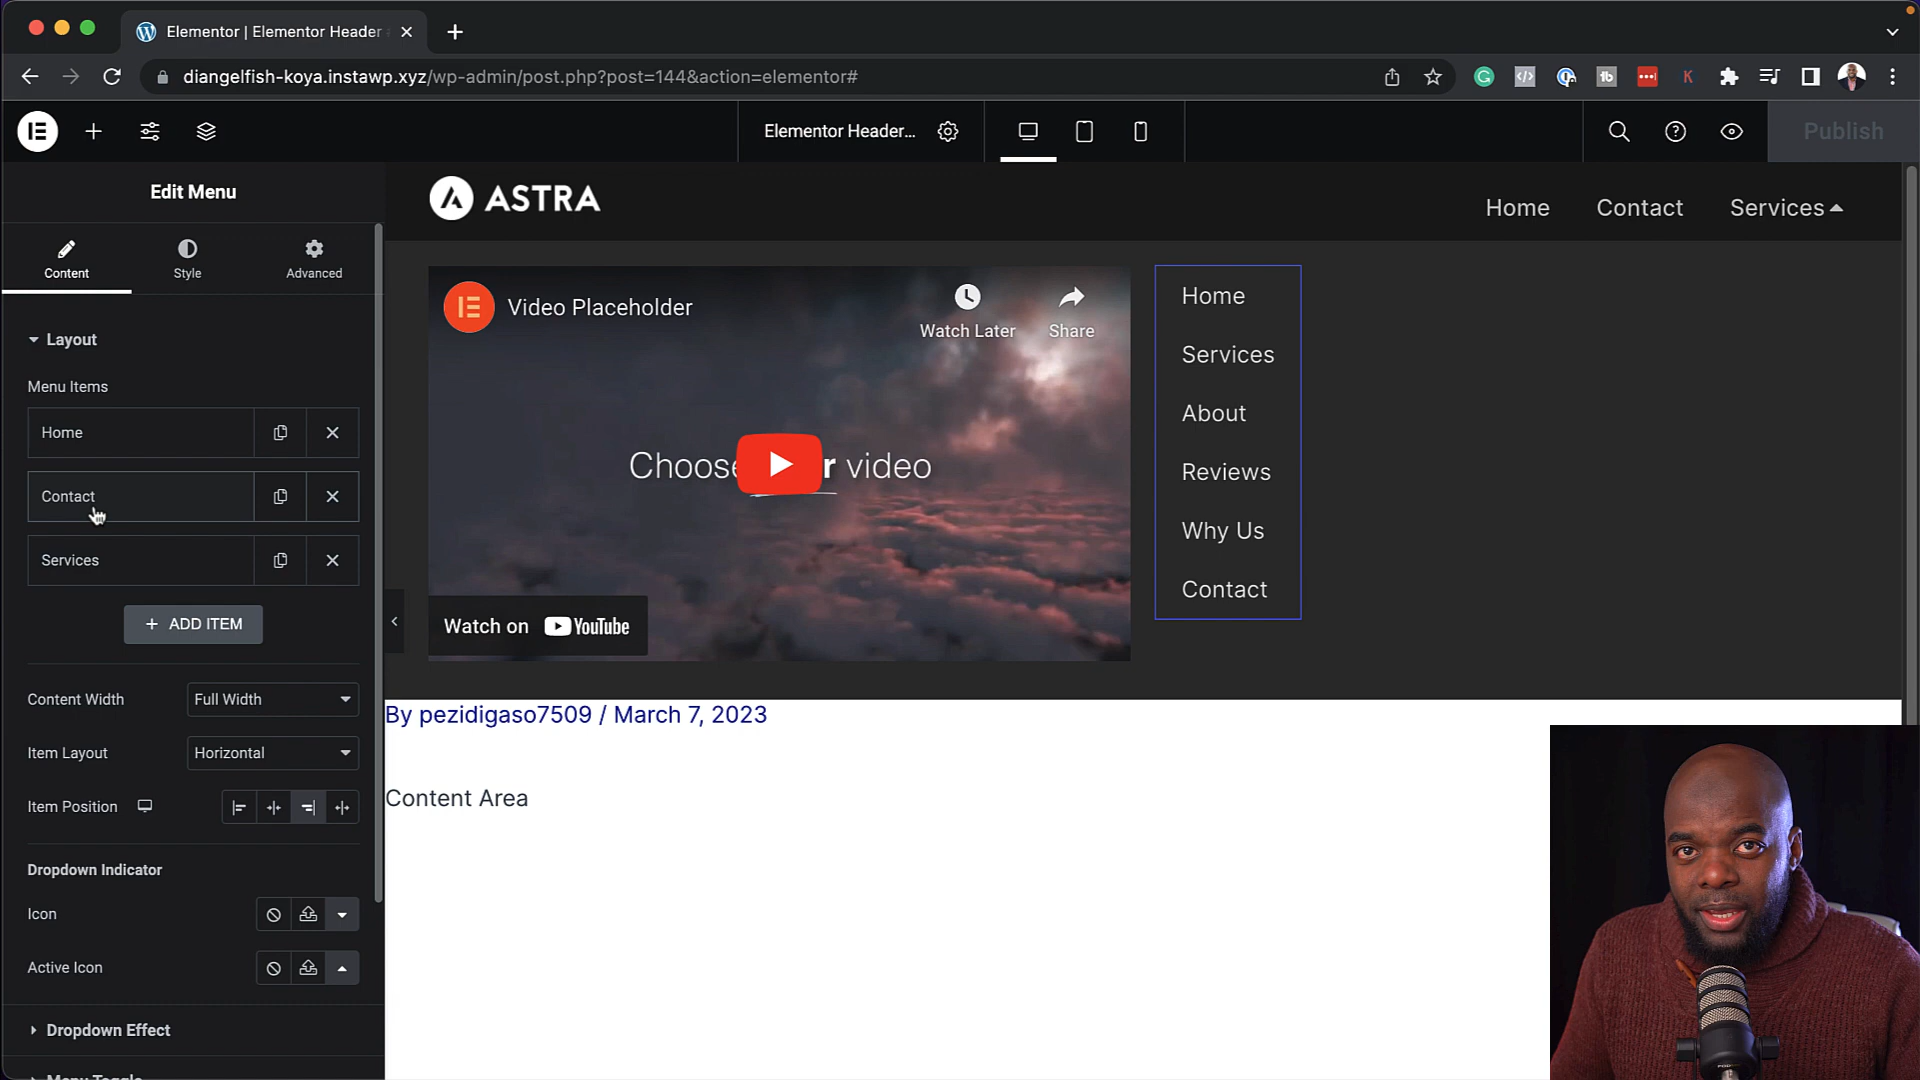 Elementor | Elementor Header
diangelfish-koya.instawp.xyz/wp-admin/post.php?post=144&action=elementor#
Elementor Header...
Publish
Edit Menu
Content
Style
Advanced
Layout
Menu Items
Home
Contact
Services
+ ADD ITEM
Content Width
Full Width
Item Layout
Horizontal
Item Position
Dropdown Indicator
Icon
Active Icon
Dropdown Effect
Menu Toggle
ASTRA
Home
Contact
Services
Video Placeholder
Watch Later
Share
Choose
r video
Watch on YouTube
Home
Services
About
Reviews
Why Us
Contact
By pezidigaso7509 / March 7, 2023
Content Area